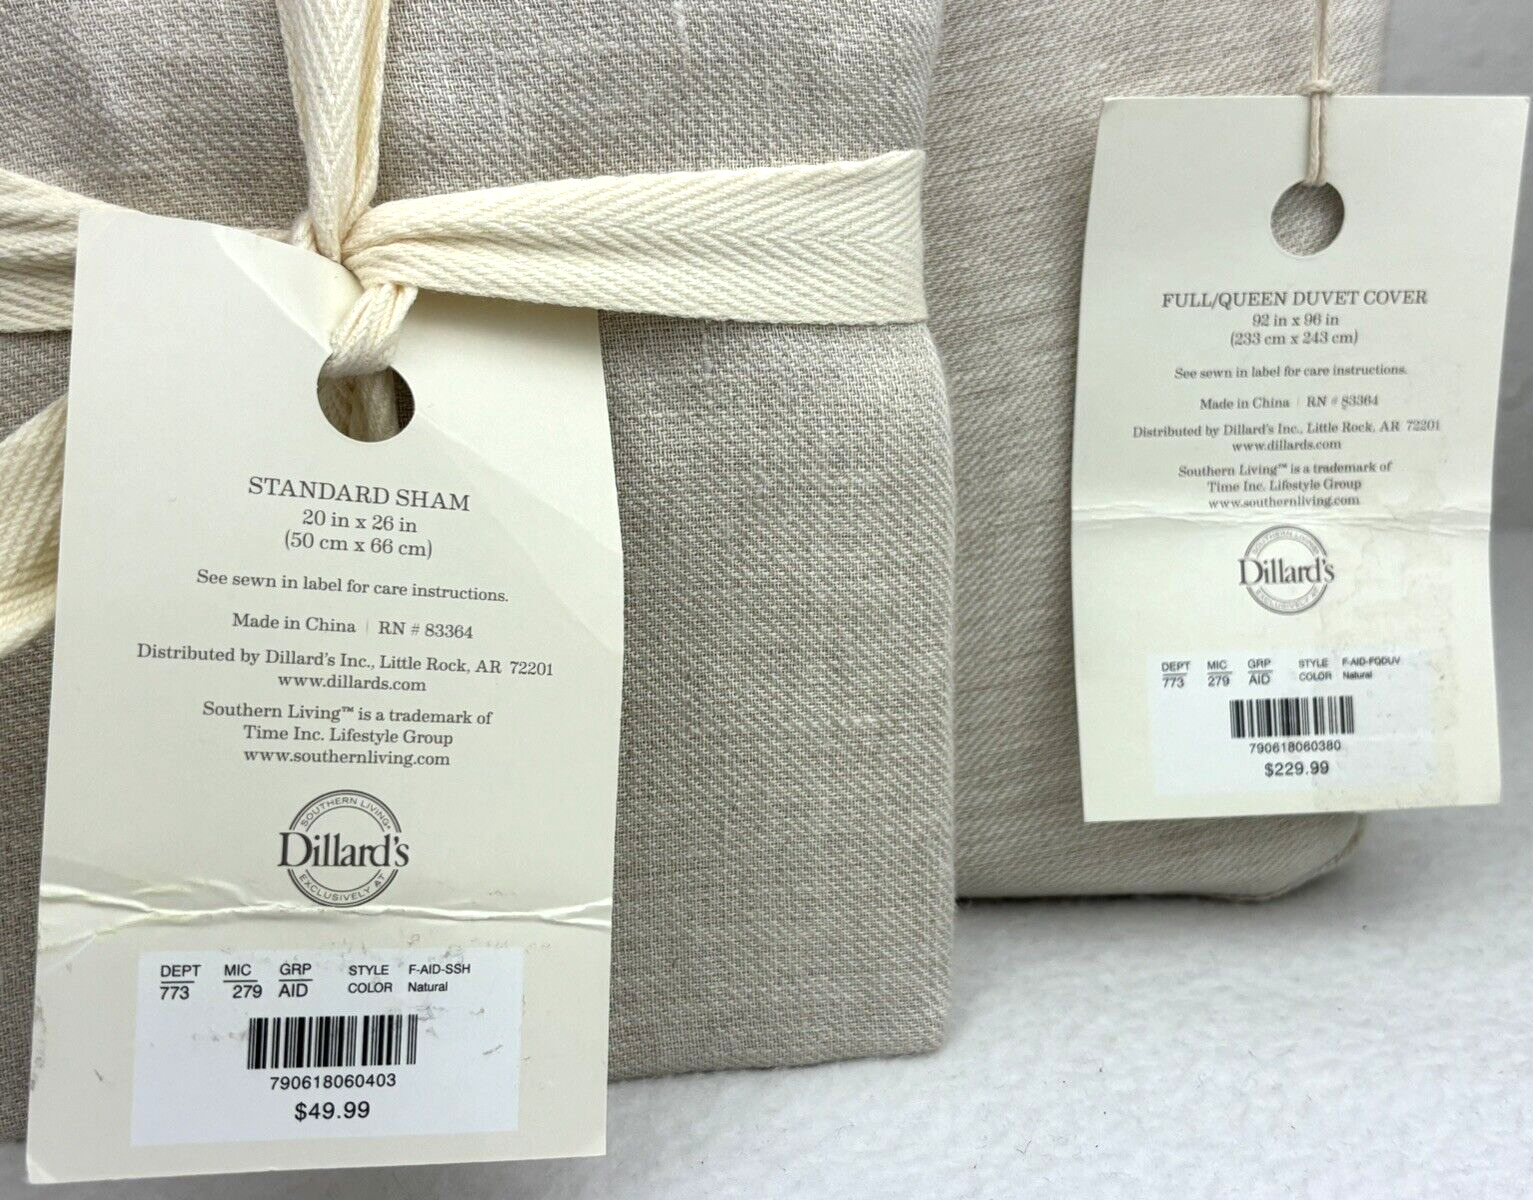 STANDARD SHAM
20 in x 26 in
(50 cm x 66 cm)
See sewn in label for care instructions.
Made in China | RN # 83364
Distributed by Dillard's Inc., Little Rock, AR 72201
www.dillards.com
Southern Living™ is a trademark of
Time Inc. Lifestyle Group
www.southernliving.com
SOUTHERN LIVING®
Dillard's
EXCLUSIVELY AT
DEPT MIC GRP STYLE F-AID-SSH
773 279 AID COLOR Natural
790618060403
$49.99
FULL/QUEEN DUVET COVER
92 in x 96 in
(233 cm x 243 cm)
See sewn in label for care instructions.
Made in China | RN # 83364
Distributed by Dillard's Inc., Little Rock, AR 72201
www.dillards.com
Southern Living™ is a trademark of
Time Inc. Lifestyle Group
www.southernliving.com
SOUTHERN LIVING
Dillard's
EXCLUSIVELY AT
DEPT MIC GRP STYLE F-AID-FQDUV
773 279 AID COLOR Natural
790618060380
$229.99